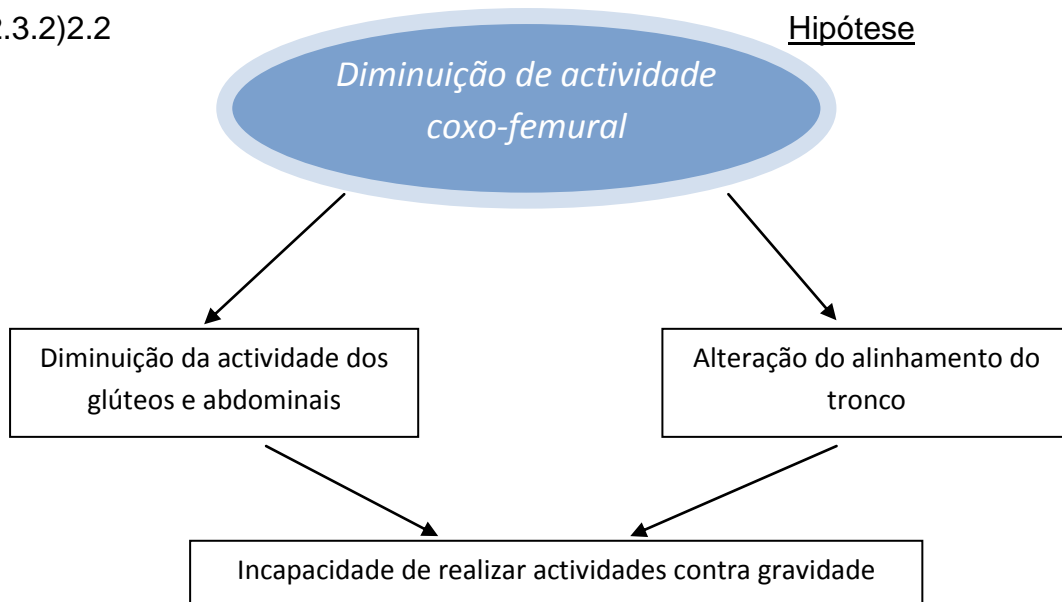 2.3.2)2.2
Hipótese
Diminuição de actividade
coxo-femural
Diminuição da actividade dos
glúteos e abdominais
Alteração do alinhamento do
tronco
Incapacidade de realizar actividades contra gravidade